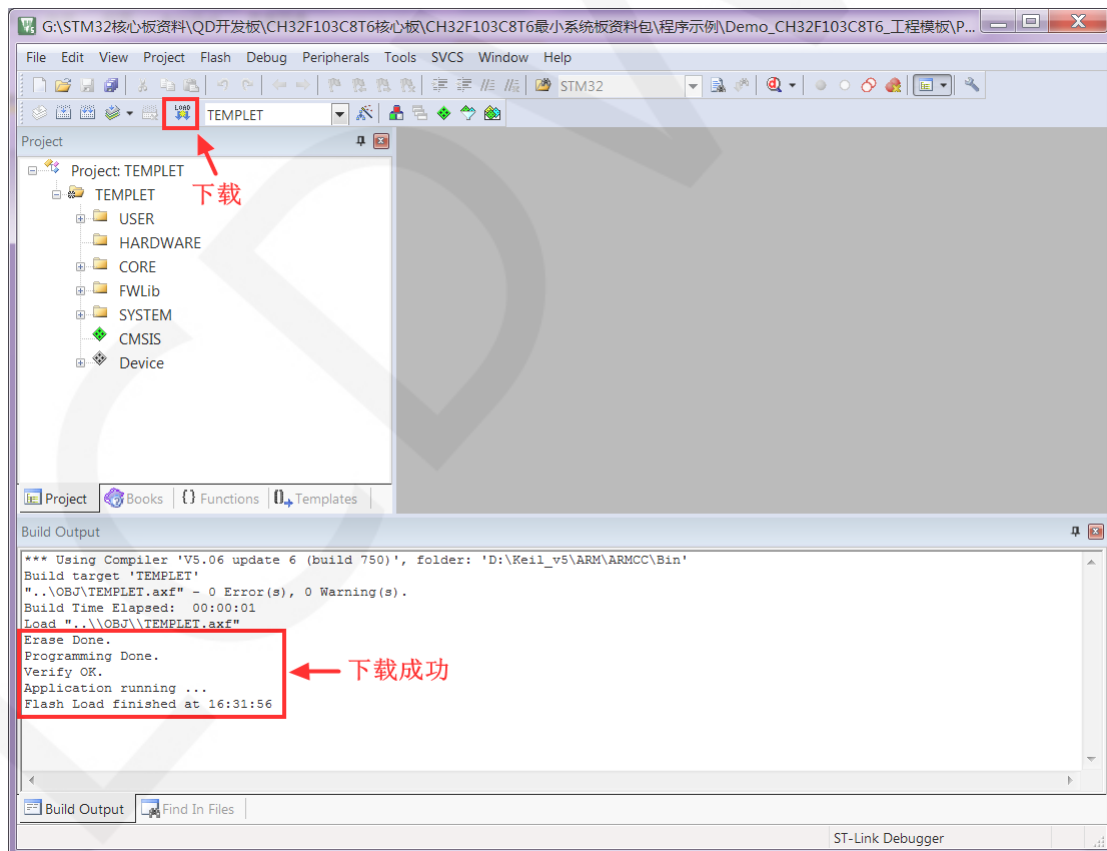 G:\STM32核心板资料\QD开发板\CH32F103C8T6核心板\CH32F103C8T6最小系统板资料包\程序示例\Demo_CH32F103C8T6_工程模板\P...
File Edit View Project Flash Debug Peripherals Tools SVCS Window Help
STM32
LOAD TEMPLET
Project
下载
Project: TEMPLET
TEMPLET
USER
HARDWARE
CORE
FWLib
SYSTEM
CMSIS
Device
Project Books {} Functions Templates
Build Output
*** Using Compiler 'V5.06 update 6 (build 750)', folder: 'D:\Keil_v5\ARM\ARMCC\Bin'
Build target 'TEMPLET'
"..\OBJ\TEMPLET.axf" - 0 Error(s), 0 Warning(s).
Build Time Elapsed:  00:00:01
Load "..\\OBJ\\TEMPLET.axf"
Erase Done.
Programming Done.
Verify OK.
下载成功
Application running ...
Flash Load finished at 16:31:56
Build Output Find In Files
ST-Link Debugger